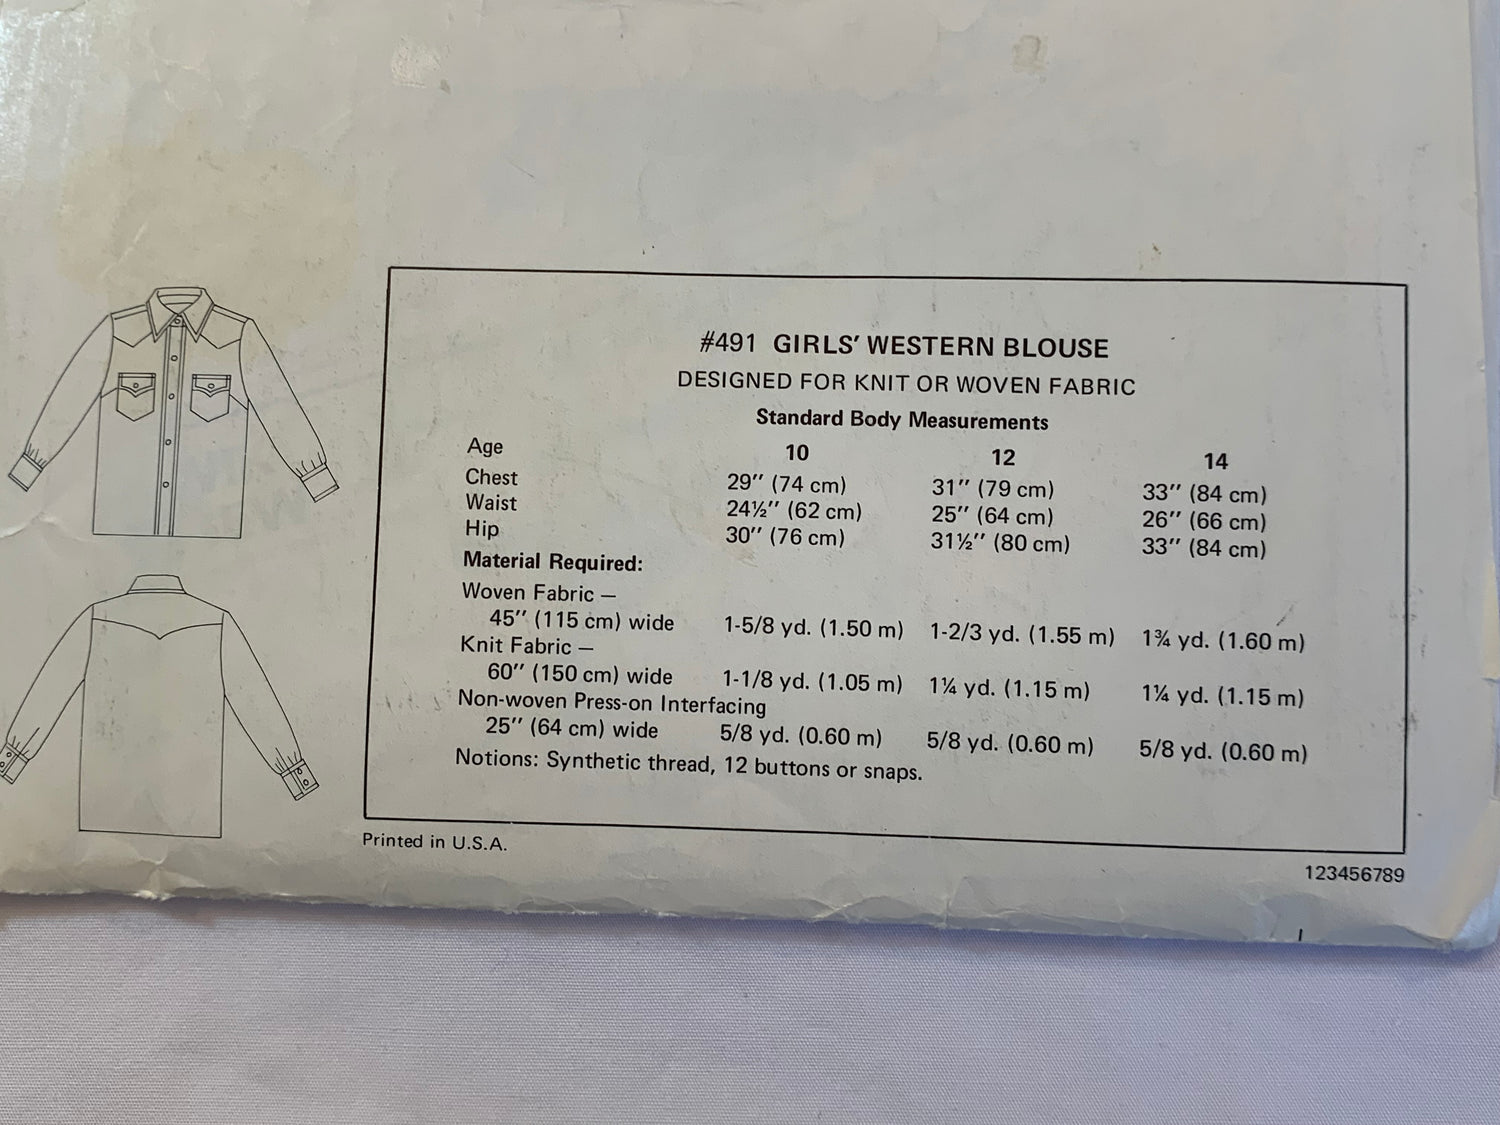 #491 GIRLS' WESTERN BLOUSE
DESIGNED FOR KNIT OR WOVEN FABRIC
Standard Body Measurements
Age 10 12 14
Chest 29'' (74 cm) 31'' (79 cm) 33'' (84 cm)
Waist 24½'' (62 cm) 25'' (64 cm) 26'' (66 cm)
Hip 30'' (76 cm) 31½'' (80 cm) 33'' (84 cm)
Material Required:
Woven Fabric —
45'' (115 cm) wide 1-5/8 yd. (1.50 m) 1-2/3 yd. (1.55 m) 1¾ yd. (1.60 m)
Knit Fabric —
60'' (150 cm) wide 1-1/8 yd. (1.05 m) 1¼ yd. (1.15 m) 1¼ yd. (1.15 m)
Non-woven Press-on Interfacing
25'' (64 cm) wide 5/8 yd. (0.60 m) 5/8 yd. (0.60 m) 5/8 yd. (0.60 m)
Notions: Synthetic thread, 12 buttons or snaps.
Printed in U.S.A.
123456789